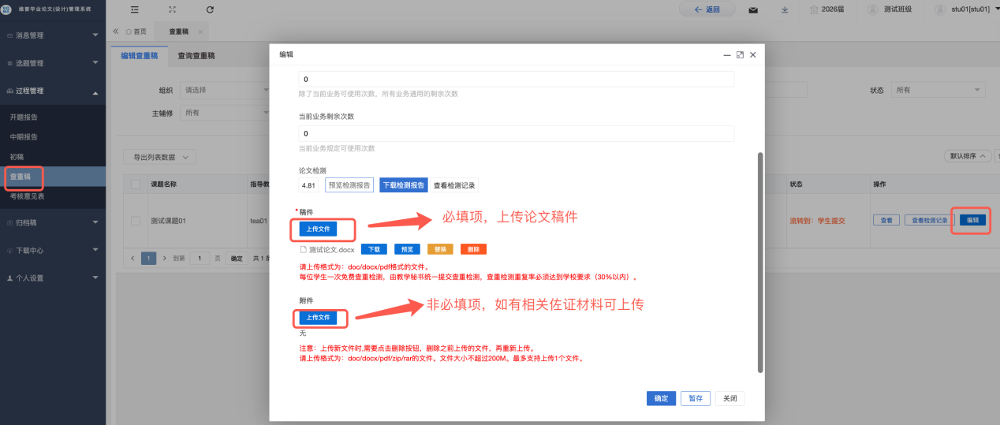 维普毕业论文(设计)管理系统
返回
2026届
测试班级
stu01[stu01]
消息管理
选题管理
过程管理
开题报告
中期报告
初稿
查重稿
考核意见表
归档稿
下载中心
个人设置
首页
查重稿
编辑查重稿
查询查重稿
组织
请选择
状态
所有
主辅修
所有
导出列表数据
默认排序
课题名称
指导教
状态
操作
测试课题01
tea01
流转到：学生提交
查看
查看检测记录
编辑
1
到第
1
页
确定
共 1 条
编辑
0
除了当前业务可使用次数，所有业务通用的剩余次数
当前业务剩余次数
0
当前业务规定可使用次数
论文检测
4.81
预览检测报告
下载检测报告
查看检测记录
*稿件
上传文件
必填项，上传论文稿件
测试论文.docx
下载
预览
替换
删除
请上传格式为：doc/docx/pdf格式的文件。
每位学生一次免费查重检测，由教学秘书统一提交查重检测，查重检测重复率必须达到学校要求（30%以内）。
附件
上传文件
非必填项，如有相关佐证材料可上传
无
注意：上传新文件时,需要点击删除按钮，删除之前上传的文件，再重新上传。
请上传格式为：doc/docx/pdf/zip/rar的文件。文件大小不超过200M。最多支持上传1个文件。
确定
暂存
关闭